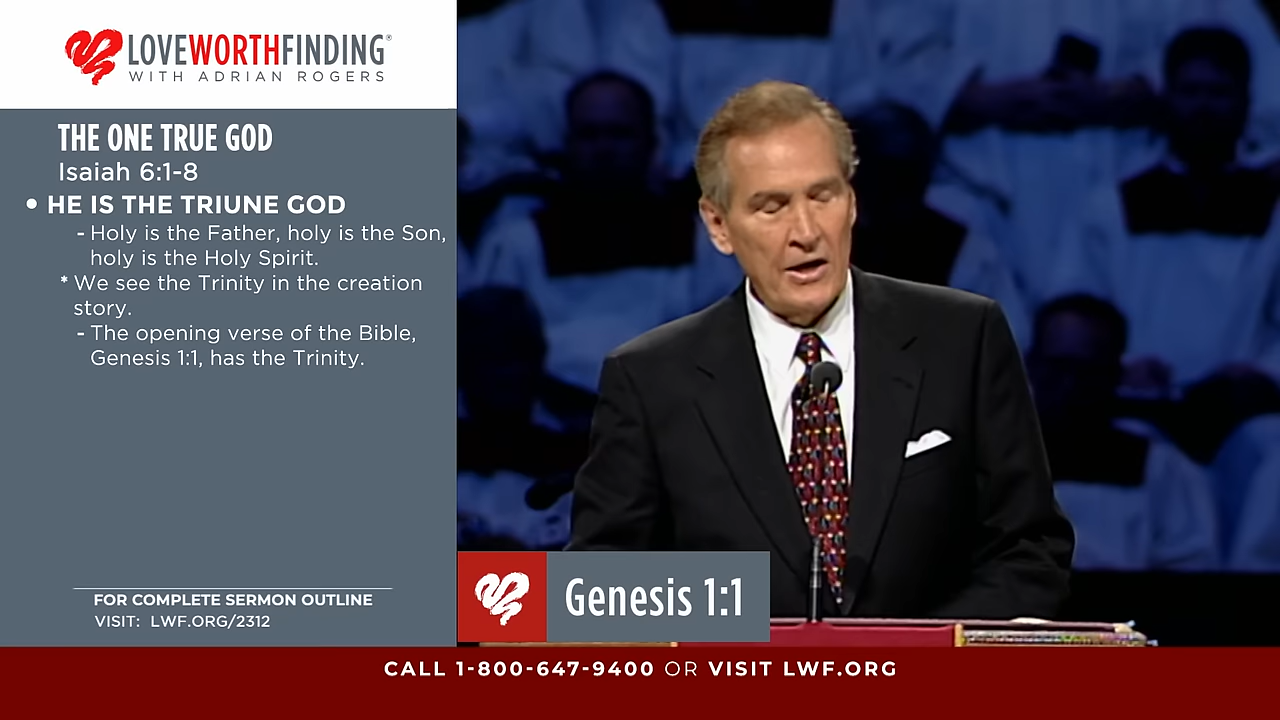 LOVEWORTHFINDING®
WITH ADRIAN ROGERS
THE ONE TRUE GOD
Isaiah 6:1-8
• HE IS THE TRIUNE GOD
- Holy is the Father, holy is the Son,
holy is the Holy Spirit.
* We see the Trinity in the creation
story.
- The opening verse of the Bible,
Genesis 1:1, has the Trinity.
FOR COMPLETE SERMON OUTLINE
VISIT: LWF.ORG/2312
Genesis 1:1
CALL 1-800-647-9400 OR VISIT LWF.ORG